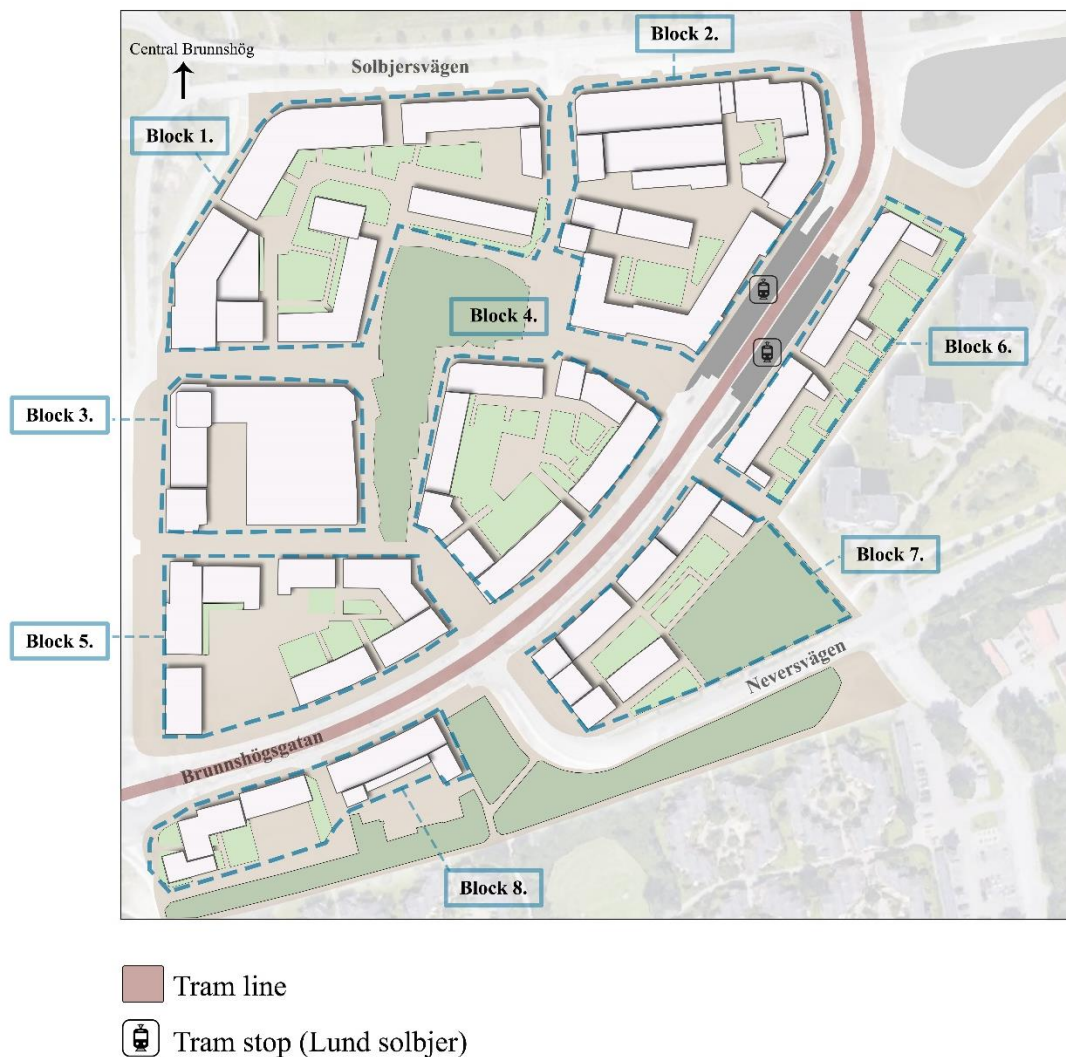 Central Brunnshög
Block 2.
Solbjersvägen
Block 1.
Block 4.
Block 6.
Block 3.
Block 7.
Block 5.
Neversvägen
Brunnshögsgatan
Block 8.
Tram line
Tram stop (Lund solbjer)